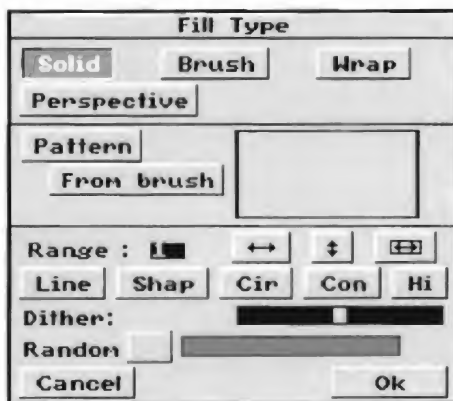 Fill Type
Solid Brush Wrap
Perspective
Pattern
From brush
Range :
Line Shap Cir Con Hi
Dither:
Random
Cancel Ok